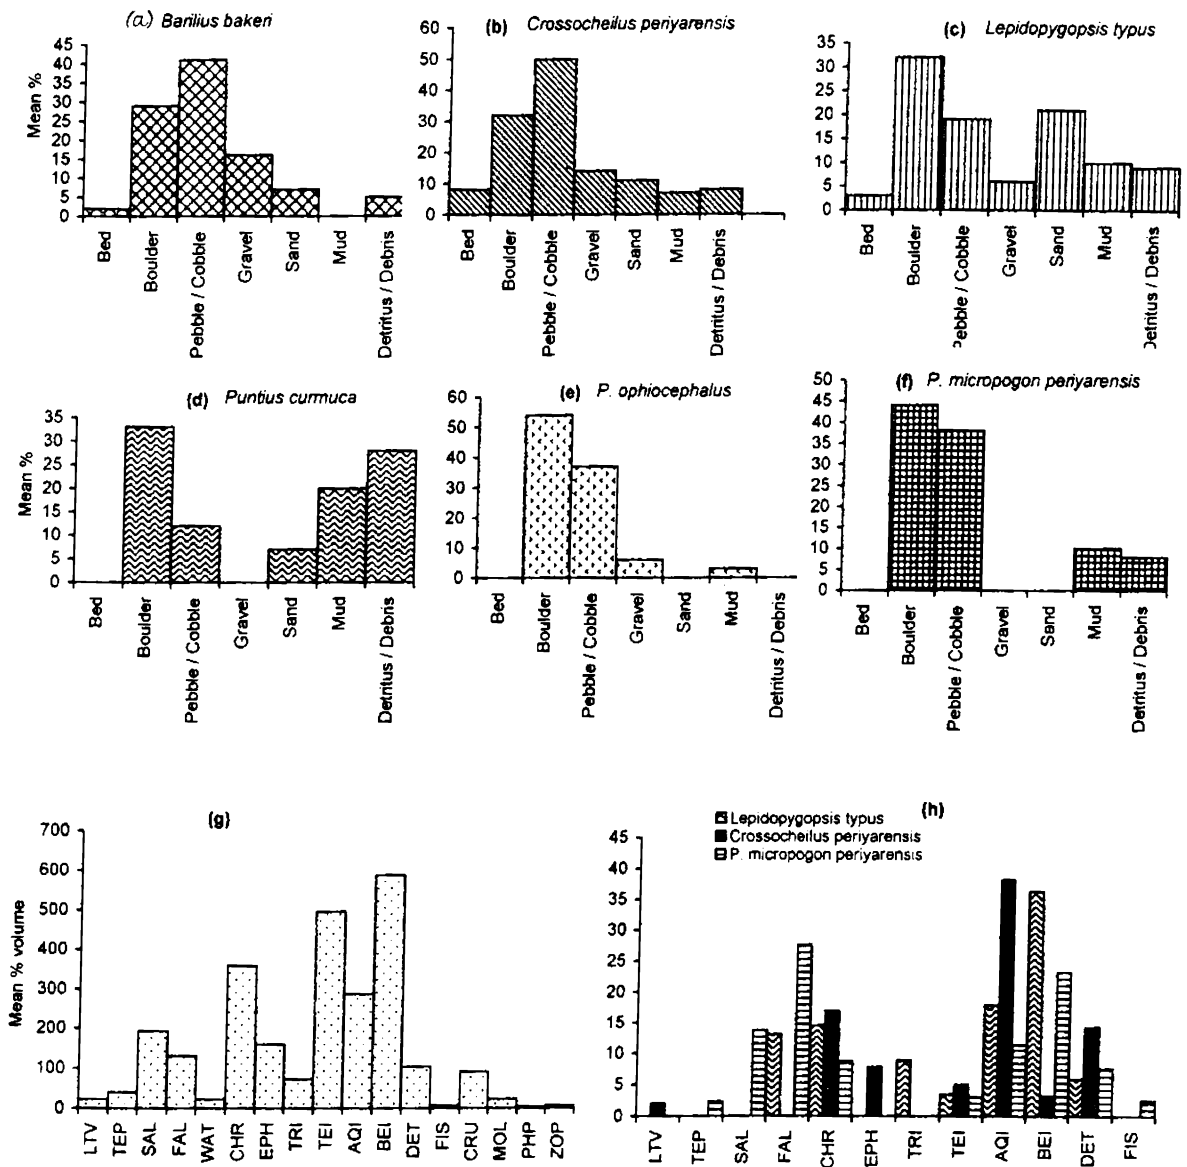 (a) Barilius bakeri
Mean %
45
40
35
30
25
20
15
10
5
0
Bed
Boulder
Pebble / Cobble
Gravel
Sand
Mud
Detritus / Debris
(b) Crossocheilus periyarensis
60
50
40
30
20
10
0
Bed
Boulder
Pebble / Cobble
Gravel
Sand
Mud
Detritus / Debris
(c) Lepidopygopsis typus
35
30
25
20
15
10
5
0
Bed
Boulder
Pebble / Cobble
Gravel
Sand
Mud
Detritus / Debris
(d) Puntius curmuca
Mean %
35
30
25
20
15
10
5
0
Bed
Boulder
Pebble / Cobble
Gravel
Sand
Mud
Detritus / Debris
(e) P. ophiocephalus
60
50
40
30
20
10
0
Bed
Boulder
Pebble / Cobble
Gravel
Sand
Mud
Detritus / Debris
(f) P. micropogon periyarensis
50
45
40
35
30
25
20
15
10
5
0
Bed
Boulder
Pebble / Cobble
Gravel
Sand
Mud
Detritus / Debris
(g)
Mean % volume
700
600
500
400
300
200
100
0
LTV
TEP
SAL
FAL
WAT
CHR
EPH
TRI
TEI
AQI
BEI
DET
FIS
CRU
MOL
PHP
ZOP
(h)
Lepidopygopsis typus
Crossocheilus periyarensis
P. micropogon periyarensis
45
40
35
30
25
20
15
10
5
0
LTV
TEP
SAL
FAL
CHR
EPH
TRI
TEI
AQI
BEI
DET
FIS